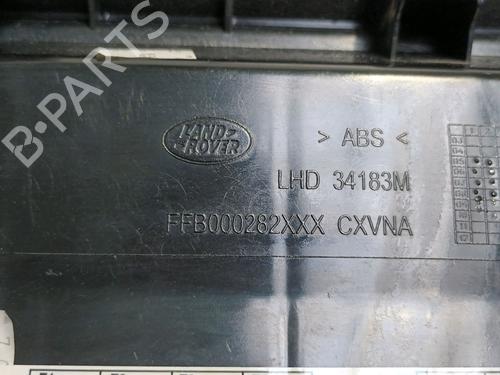 LAND ROVER
> ABS <
LHD 34183M
FFB000282XXX CXVNA
B-PARTS